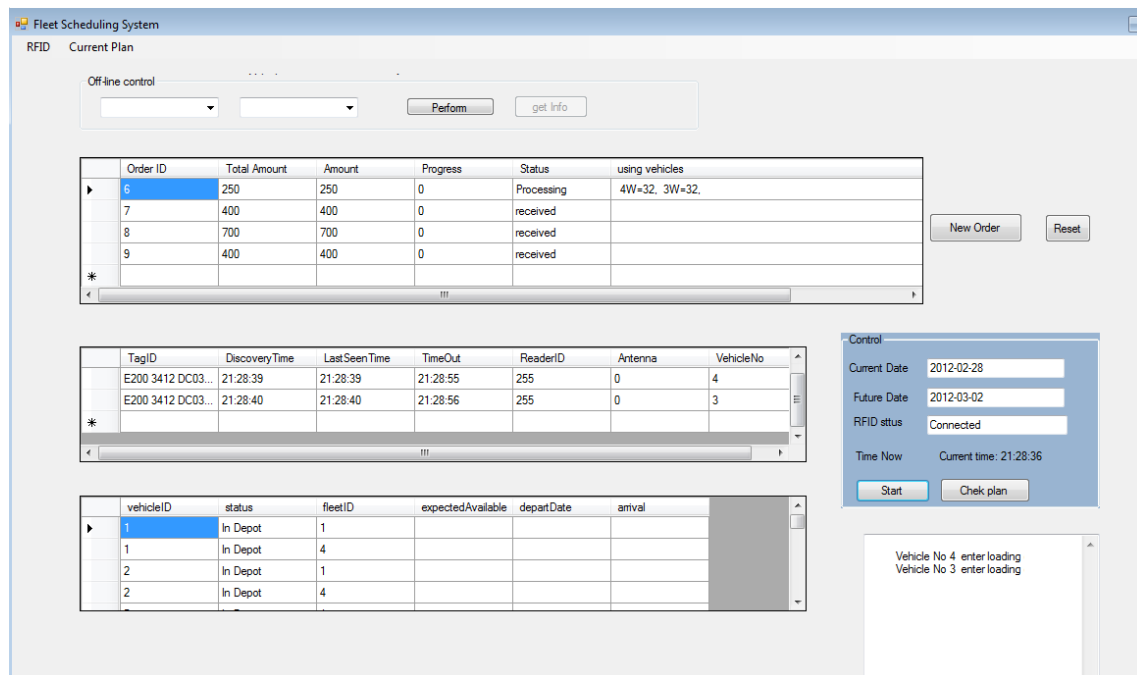 Fleet Scheduling System
RFID Current Plan
Off-line control
Perform get Info
Order ID Total Amount Amount Progress Status using vehicles
6 250 250 0 Processing 4W=32, 3W=32,
7 400 400 0 received
8 700 700 0 received
9 400 400 0 received
New Order Reset
TagID DiscoveryTime LastSeenTime TimeOut ReaderID Antenna VehicleNo
E200 3412 DC03... 21:28:39 21:28:39 21:28:55 255 0 4
E200 3412 DC03... 21:28:40 21:28:40 21:28:56 255 0 3
Control
Current Date 2012-02-28
Future Date 2012-03-02
RFID sttus Connected
Time Now Current time: 21:28:36
Start Chek plan
vehicleID status fleetID expectedAvailable departDate arrival
1 In Depot 1
1 In Depot 4
2 In Depot 1
2 In Depot 4
Vehicle No 4 enter loading
Vehicle No 3 enter loading